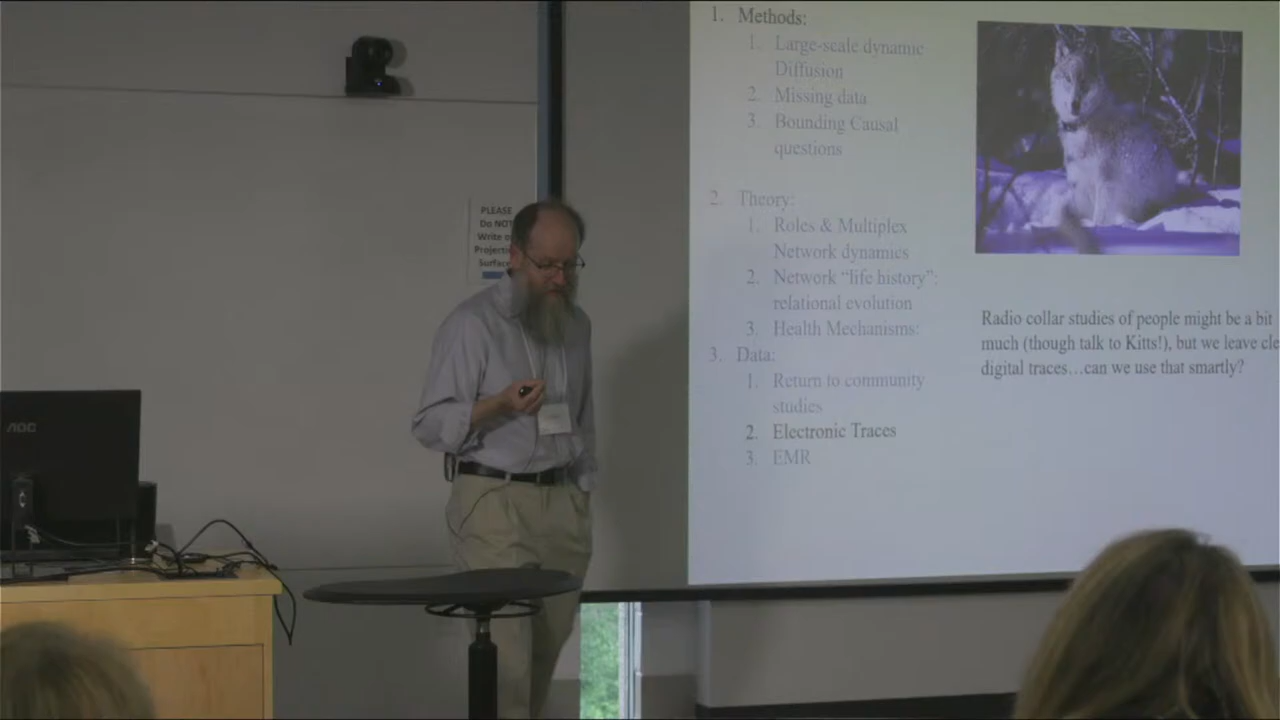 AOC
PLEASE
Do NOT
Write
Surface
1. Methods:
1. Large-scale dynamic
Diffusion
2. Missing data
3. Bounding Causal
questions
2. Theory:
1. Roles & Multiplex
Network dynamics
2. Network “life history”:
relational evolution
3. Health Mechanisms:
3. Data:
1. Return to community
studies
2. Electronic Traces
3. EMR
Radio collar studies of people might be a bit
much (though talk to Kitts!), but we leave cle
digital traces…can we use that smartly?